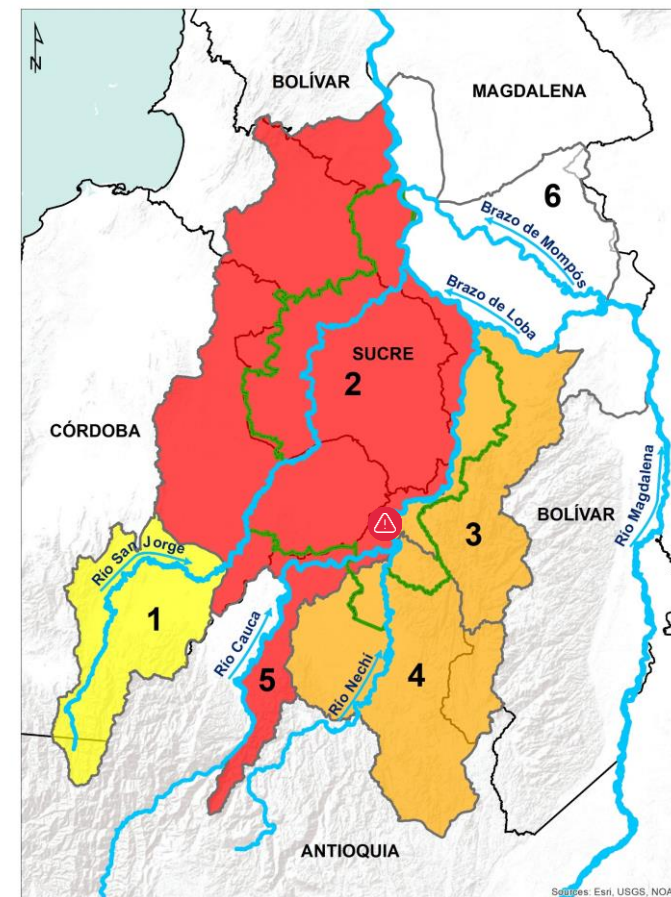 N
BOLÍVAR
MAGDALENA
6
Brazo de Mompós
Brazo de Loba
SUCRE
2
CÓRDOBA
BOLÍVAR
Río Magdalena
3
Río San Jorge
1
Río Cauca
5
Río Nechi
4
ANTIOQUIA
Sources: Esri, USGS, NOA